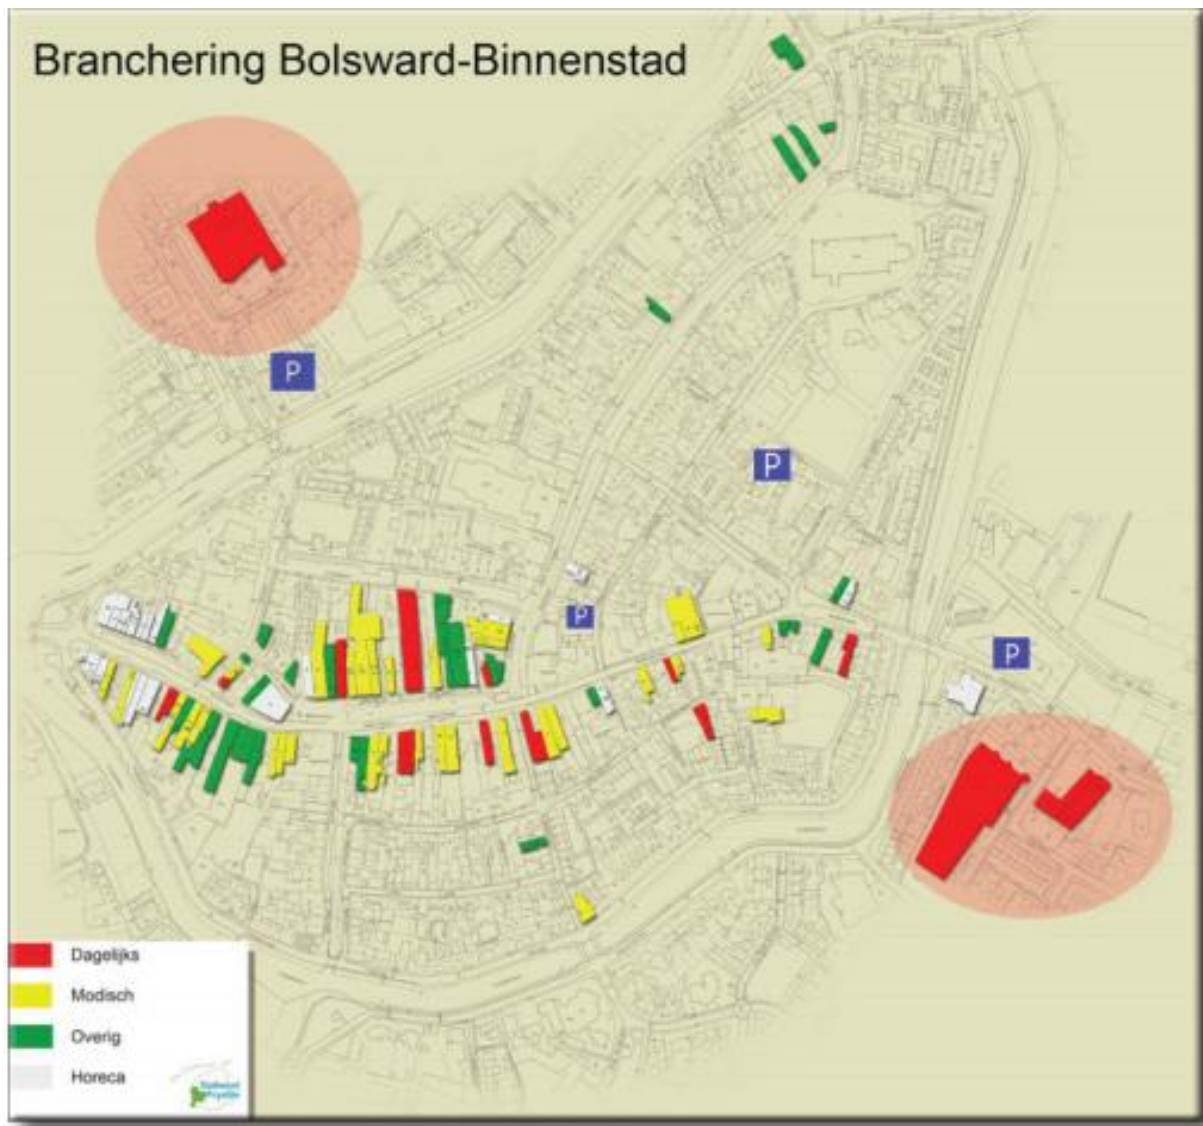 Branchering Bolsward-Binnenstad
P
P
P
P
Dagelijks
Modisch
Overig
Horeca